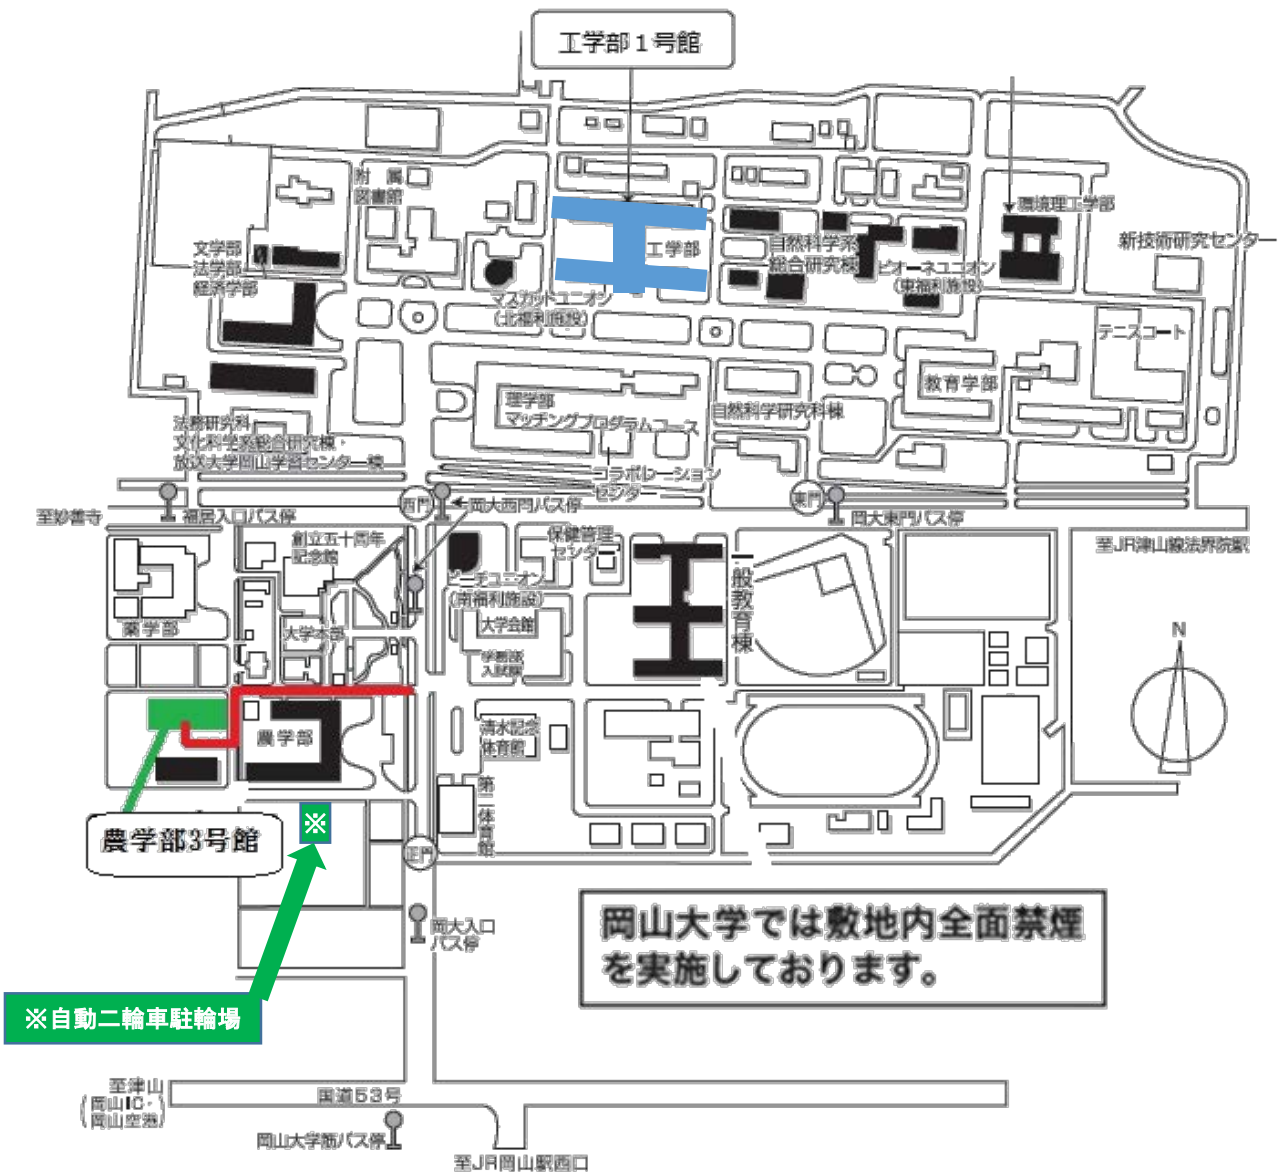 工学部1号館
附属
図書館
環境理工学部
文学部
法学部
経済学部
工学部
自然科学系
総合研究棟
新技術研究センター
ピオーネユニオン
(東福利施設)
マスカットユニオン
(北福利施設)
テニスコート
教育学部
理学部
マッチングプログラムコース
自然科学研究科棟
法務研究科
文化科学系総合研究棟・
放送大学岡山学習センター棟
コラボレーション
センター
西門
岡大西門バス停
東門
岡大東門バス停
至妙善寺
福居入口バス停
至JR津山線法界院駅
創立五十周年
記念館
保健管理
センター
一般教育棟
ピーチユニオン
(南福利施設)
薬学部
大学本部
大学会館
学務部
入試課
N
農学部
清水記念
体育館
第二体育館
農学部3号館
※
正門
岡大入口
バス停
岡山大学では敷地内全面禁煙
を実施しております。
※自動二輪車駐輪場
至津山
(岡山IC・
岡山空港)
国道53号
岡山大学筋バス停
至JR岡山駅西口